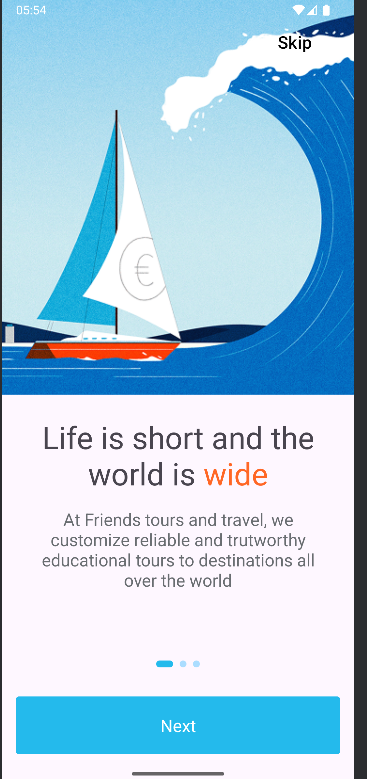 05:54
Skip
€
Life is short and the
world is wide
At Friends tours and travel, we
customize reliable and trutworthy
educational tours to destinations all
over the world
Next